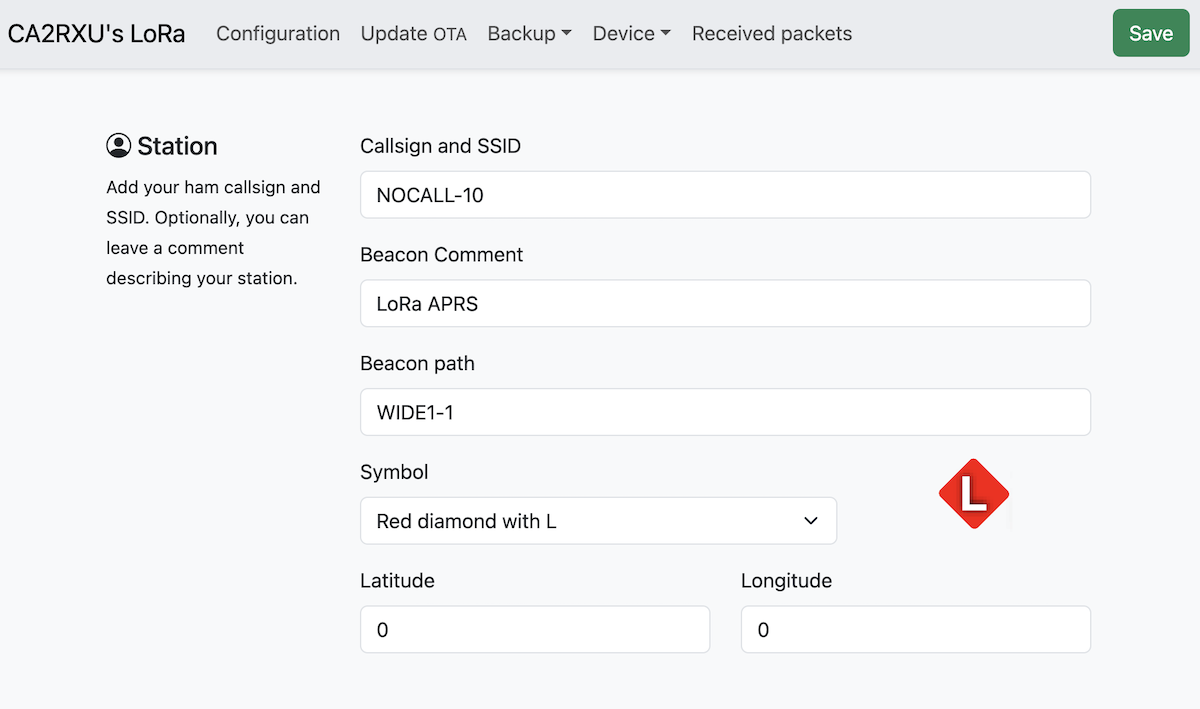 CA2RXU's LoRa Configuration Update OTA Backup Device Received packets Save
Station
Add your ham callsign and
SSID. Optionally, you can
leave a comment
describing your station.
Callsign and SSID
NOCALL-10
Beacon Comment
LoRa APRS
Beacon path
WIDE1-1
Symbol
Red diamond with L
L
Latitude Longitude
0 0